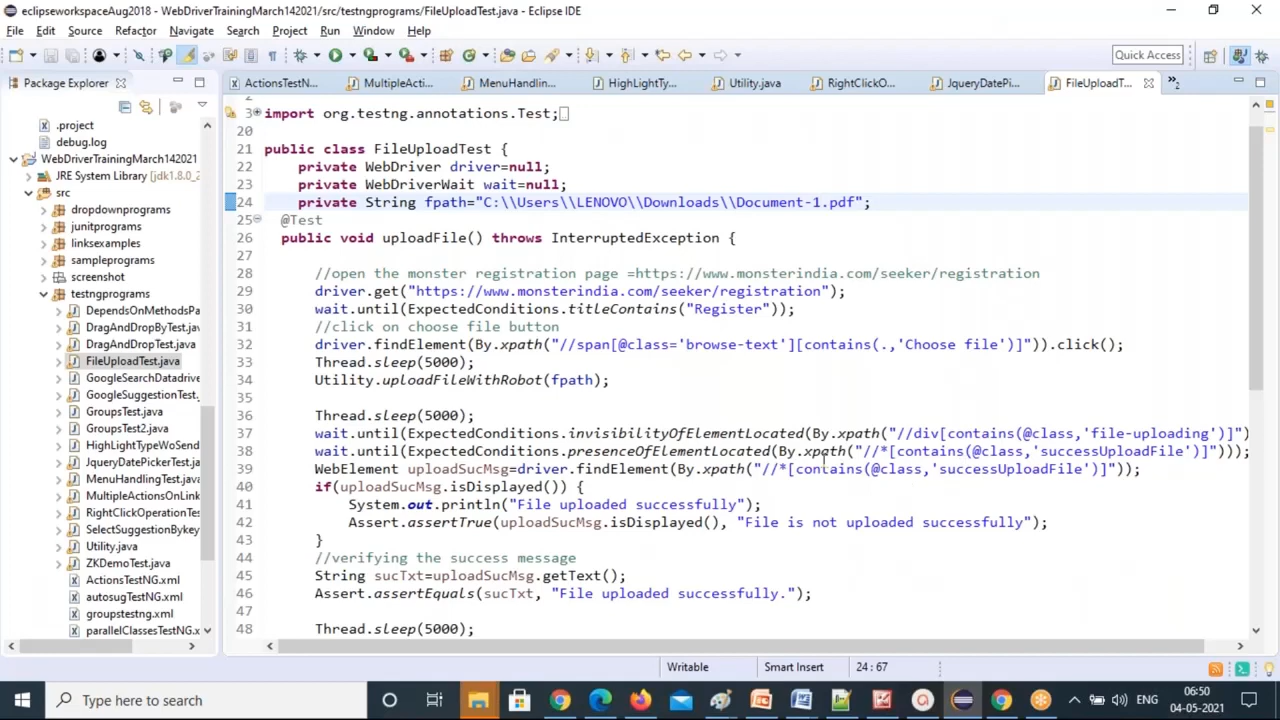 eclipseworkspaceAug2018 - WebDriverTrainingMarch142021/src/testngprograms/FileUploadTest.java - Eclipse IDE
File Edit Source Refactor Navigate Search Project Run Window Help
Quick Access
Package Explorer
ActionsTestN...
MultipleActi...
MenuHandlin...
HighLightTy...
Utility.java
RightClickO...
JqueryDatePi...
FileUploadT...
»2
.project
debug.log
WebDriverTrainingMarch142021
JRE System Library [jdk1.8.0_2
src
dropdownprograms
junitprograms
linksexamples
sampleprograms
screenshot
testngprograms
DependsOnMethodsPa
DragAndDropByTest.jav
DragAndDropTest.java
FileUploadTest.java
GoogleSearchDatadrive
GoogleSuggestionTest.
GroupsTest.java
GroupsTest2.java
HighLightTypeWoSend
JqueryDatePickerTest.ja
MenuHandlingTest.java
MultipleActionsOnLink
RightClickOperationTes
SelectSuggestionBykey
Utility.java
ZKDemoTest.java
ActionsTestNG.xml
autosugTestNG.xml
groupstestng.xml
parallelClassesTestNG.x
2
3 import org.testng.annotations.Test;
20
21 public class FileUploadTest {
22 private WebDriver driver=null;
23 private WebDriverWait wait=null;
24 private String fpath="C:\\Users\\LENOVO\\Downloads\\Document-1.pdf";
25 @Test
26 public void uploadFile() throws InterruptedException {
27
28 //open the monster registration page =https://www.monsterindia.com/seeker/registration
29 driver.get("https://www.monsterindia.com/seeker/registration");
30 wait.until(ExpectedConditions.titleContains("Register"));
31 //click on choose file button
32 driver.findElement(By.xpath("//span[@class='browse-text'][contains(.,'Choose file')]")).click();
33 Thread.sleep(5000);
34 Utility.uploadFileWithRobot(fpath);
35
36 Thread.sleep(5000);
37 wait.until(ExpectedConditions.invisibilityOfElementLocated(By.xpath("//div[contains(@class,'file-uploading')]")
38 wait.until(ExpectedConditions.presenceOfElementLocated(By.xpath("//*[contains(@class,'successUploadFile')]")));
39 WebElement uploadSucMsg=driver.findElement(By.xpath("//*[contains(@class,'successUploadFile')]"));
40 if(uploadSucMsg.isDisplayed()) {
41 System.out.println("File uploaded successfully");
42 Assert.assertTrue(uploadSucMsg.isDisplayed(), "File is not uploaded successfully");
43 }
44 //verifying the success message
45 String sucTxt=uploadSucMsg.getText();
46 Assert.assertEquals(sucTxt, "File uploaded successfully.");
47
48 Thread.sleep(5000);
Writable Smart Insert 24 : 67
Type here to search
ENG
06:50
04-05-2021